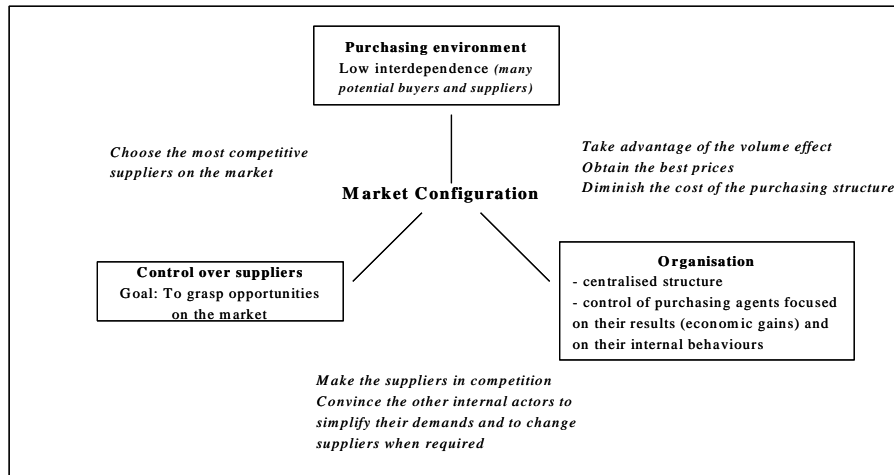 Purchasing environment
Low interdependence (many
potential buyers and suppliers)
Choose the most competitive
suppliers on the market
Take advantage of the volume effect
Obtain the best prices
Diminish the cost of the purchasing structure
Market Configuration
Control over suppliers
Goal: To grasp opportunities
on the market
Organisation
- centralised structure
- control of purchasing agents focused
on their results (economic gains) and
on their internal behaviours
Make the suppliers in competition
Convince the other internal actors to
simplify their demands and to change
suppliers when required